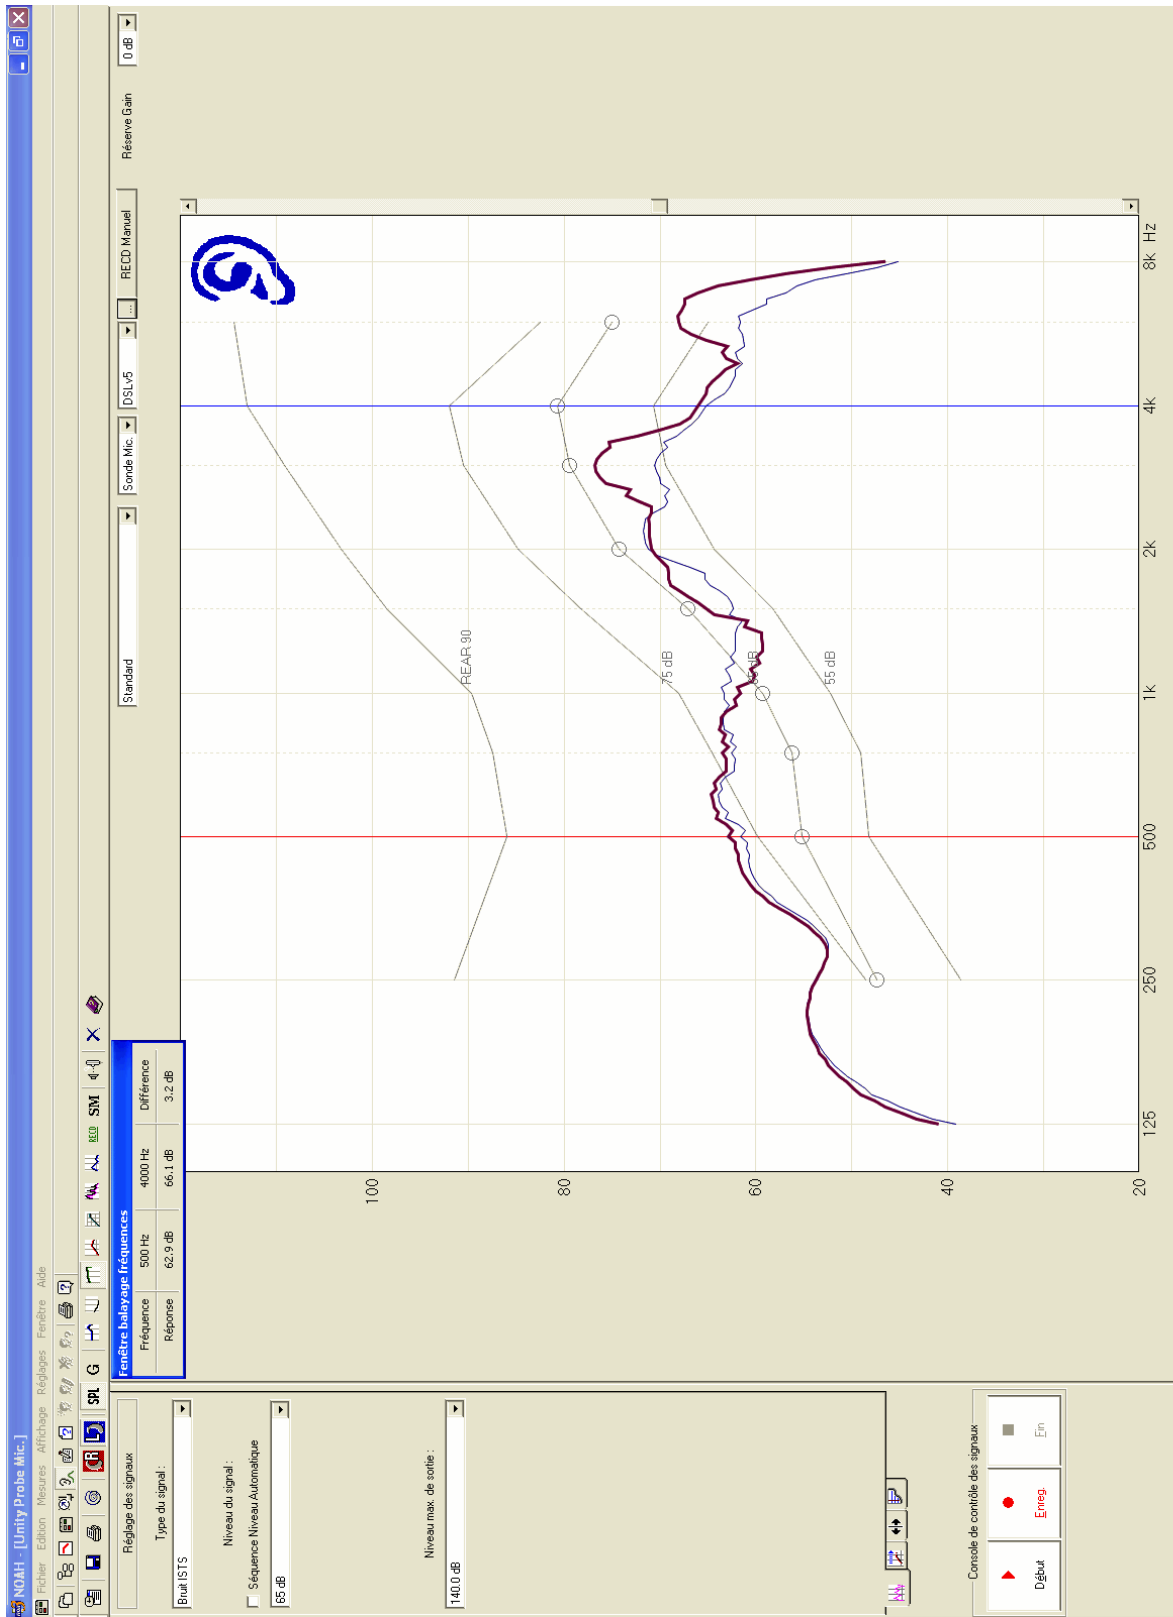 NOAH - [Unity Probe Mic.]
Fichier Edition Mesures Affichage Réglages Fenêtre Aide
SPL G RECD SM
Réglage des signaux
Type du signal :
Bruit ISTS
Niveau du signal :
Séquence Niveau Automatique
65 dB
Niveau max. de sortie :
140.0 dB
Console de contrôle des signaux
Début
Enreg.
Fin
Fenêtre balayage fréquences
Fréquence 500 Hz 4000 Hz Différence
Réponse 62.9 dB 66.1 dB 3.2 dB
Standard Sonde Mic. DSLv5 ... RECD Manuel Réserve Gain 0 dB
100
80
60
40
20
REAR 90
75 dB
55 dB
125 250 500 1K 2K 4K 8K Hz